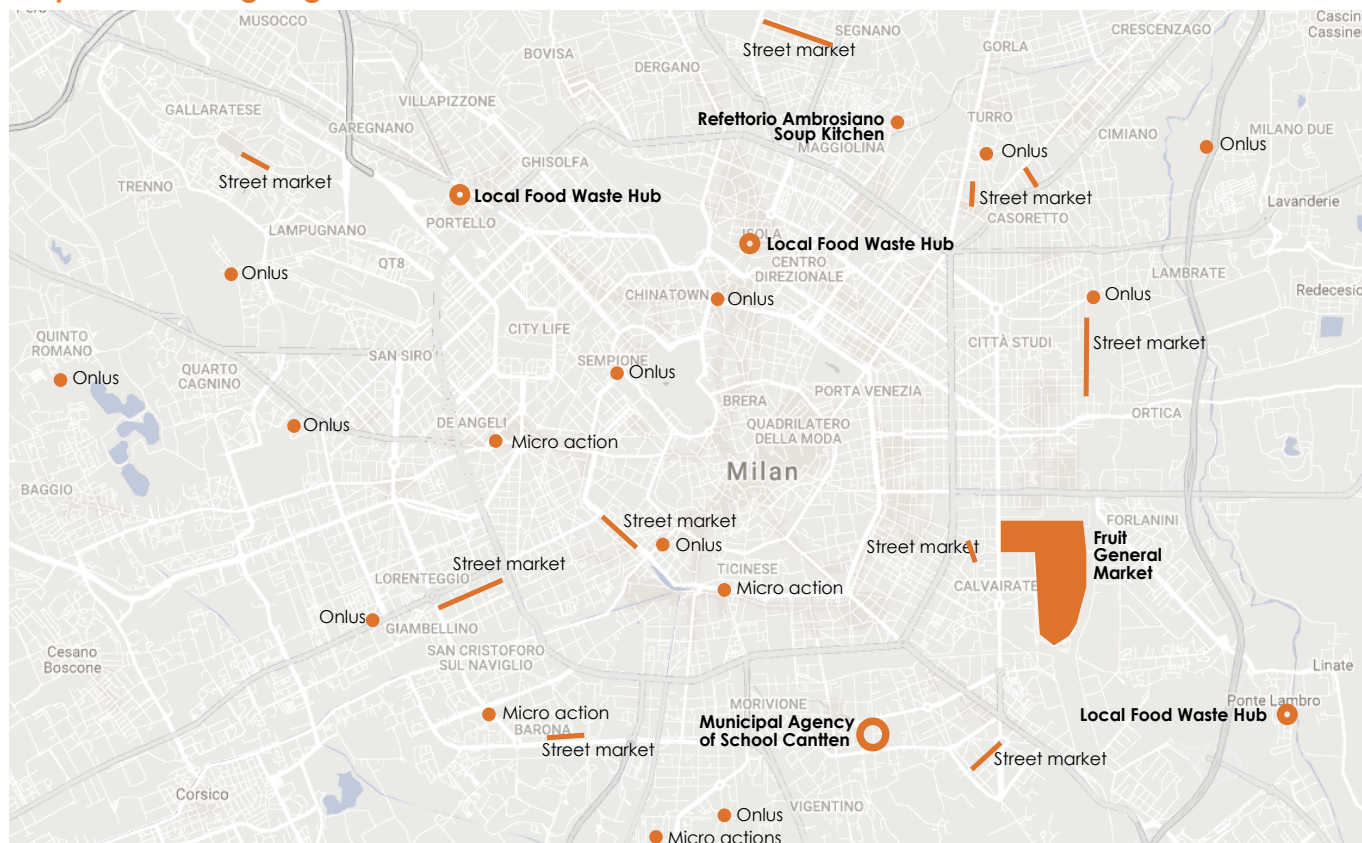 MUSOCCO
SEGNANO
CRESCENZAGO
Street market
GORLA
BOVISA
DERGANO
GALLARATESE
VILLAPIZZONE
GAREGNANO
Refettorio Ambrosiano
Soup Kitchen
MAGGIOLINA
TURRO
CIMIANO
MILANO DUE
Onlus
Onlus
GHISOLFA
TRENNO
Street market
Local Food Waste Hub
Street market
CASORETTO
Lavanderie
PORTELLO
LAMPUGNANO
ISOLA
Local Food Waste Hub
QT8
CENTRO
DIREZIONALE
Onlus
LAMBRATE
CHINATOWN
Onlus
Onlus
CITY LIFE
CITTÀ STUDI
Street market
QUINTO
ROMANO
SAN SIRO
SEMPIONE
QUARTO
CAGNINO
Onlus
Onlus
PORTA VENEZIA
BRERA
ORTICA
Onlus
DE ANGELI
Micro action
QUADRILATERO
DELLA MODA
Milan
BAGGIO
Street market
FORLANINI
Onlus
Street market
Fruit
General
Market
Street market
TICINESE
LORENTEGGIO
CALVAIRATE
Micro action
Onlus
GIAMBELLINO
Cesano
Boscone
SAN CRISTOFORO
SUL NAVIGLIO
Linate
Ponte Lambro
MORIVIONE
Micro action
Municipal Agency
of School Cantten
Local Food Waste Hub
BARONA
Street market
Street market
Corsico
VIGENTINO
Onlus
Micro actions